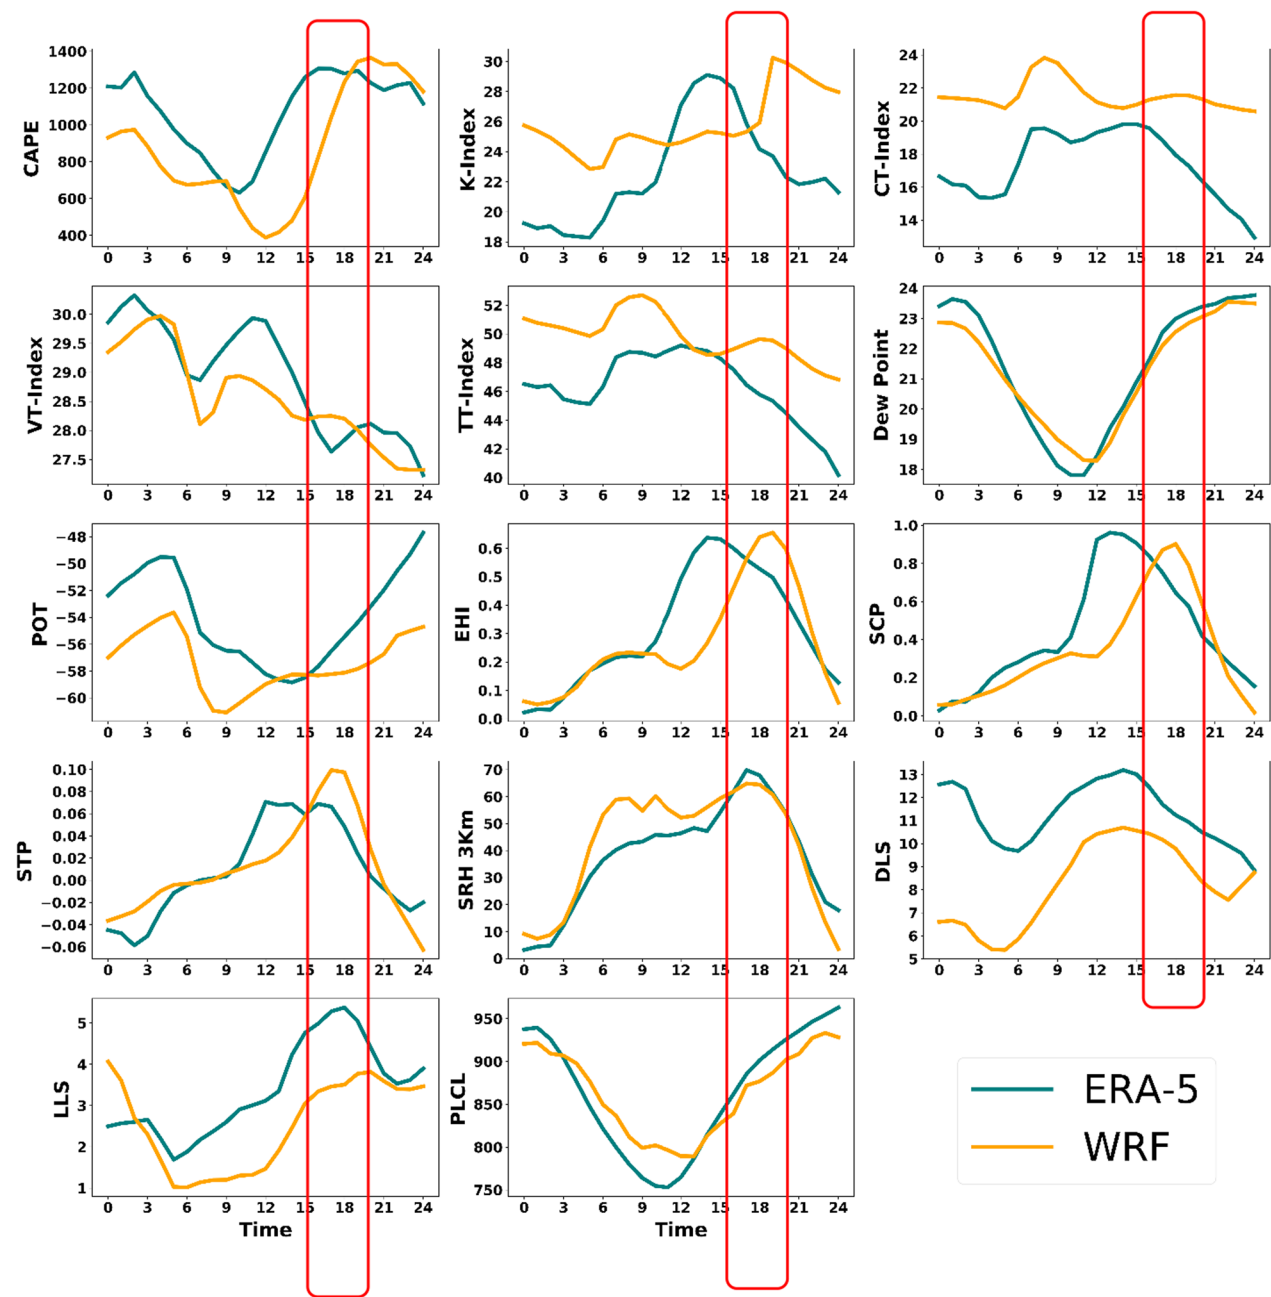 1400
1200
1000
800
600
400
CAPE
0 3 6 9 12 15 18 21 24
30
28
26
24
22
20
18
K-Index
0 3 6 9 12 15 18 21 24
24
22
20
18
16
14
CT-Index
0 3 6 9 12 15 18 21 24
30.0
29.5
29.0
28.5
28.0
27.5
VT-Index
0 3 6 9 12 15 18 21 24
52
50
48
46
44
42
40
TT-Index
0 3 6 9 12 15 18 21 24
24
23
22
21
20
19
18
Dew Point
0 3 6 9 12 15 18 21 24
−48
−50
−52
−54
−56
−58
−60
POT
0 3 6 9 12 15 18 21 24
0.6
0.5
0.4
0.3
0.2
0.1
0.0
EHI
0 3 6 9 12 15 18 21 24
1.0
0.8
0.6
0.4
0.2
0.0
SCP
0 3 6 9 12 15 18 21 24
0.10
0.08
0.06
0.04
0.02
0.00
−0.02
−0.04
−0.06
STP
0 3 6 9 12 15 18 21 24
70
60
50
40
30
20
10
0
SRH 3Km
0 3 6 9 12 15 18 21 24
13
12
11
10
9
8
7
6
5
DLS
0 3 6 9 12 15 18 21 24
5
4
3
2
1
LLS
0 3 6 9 12 15 18 21 24
Time
950
900
850
800
750
PLCL
0 3 6 9 12 15 18 21 24
Time
ERA-5
WRF